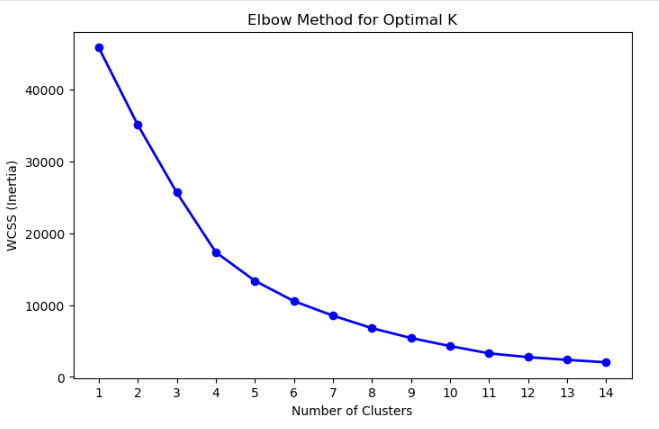 Elbow Method for Optimal K
40000
30000
20000
10000
0
WCSS (Inertia)
1 2 3 4 5 6 7 8 9 10 11 12 13 14
Number of Clusters